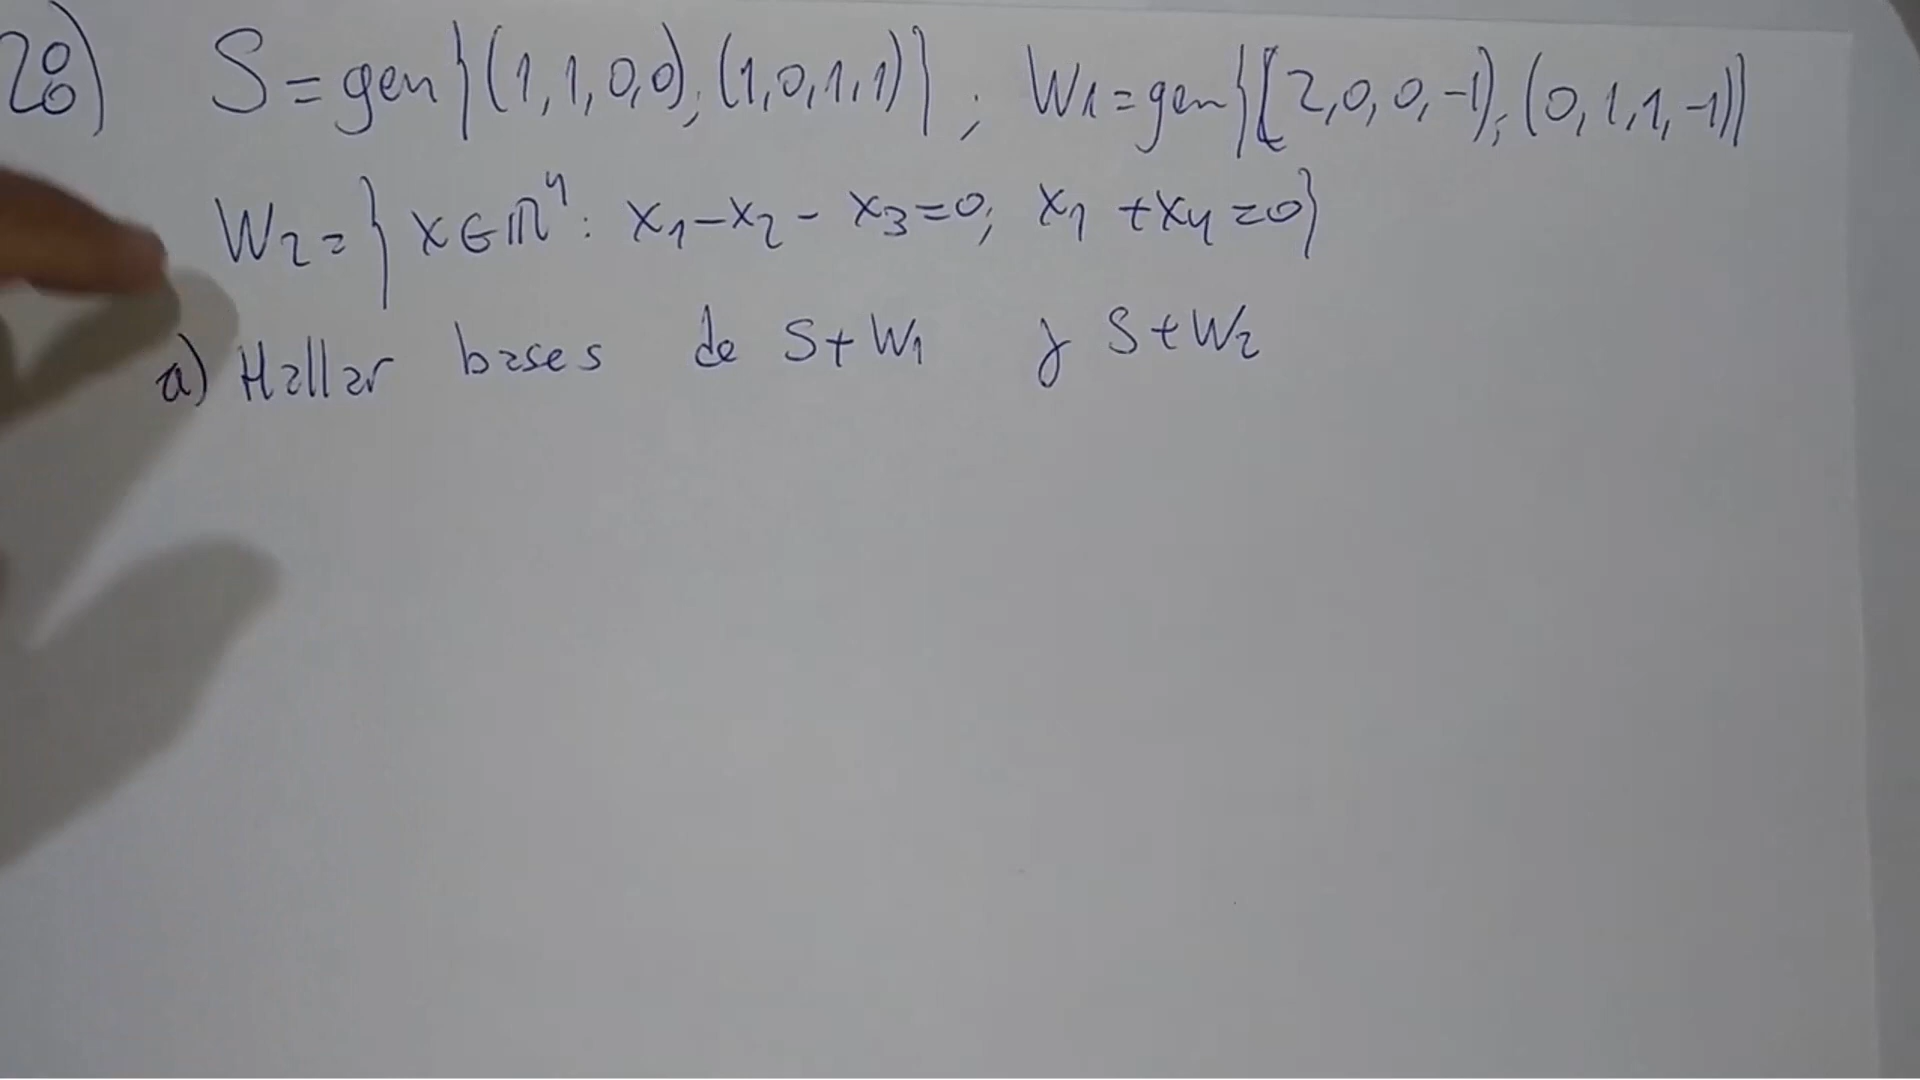 20) S = gen {(1,1,0,0); (1,0,1,1)} ; W1 = gen {(2,0,0,-1); (0,1,1,-1)}
W2 = { x ∈ ℝ⁴ : x₁ - x₂ - x₃ = 0; x₁ + x₄ = 0 }
a) Hallar bases de S + W1 y S + W2